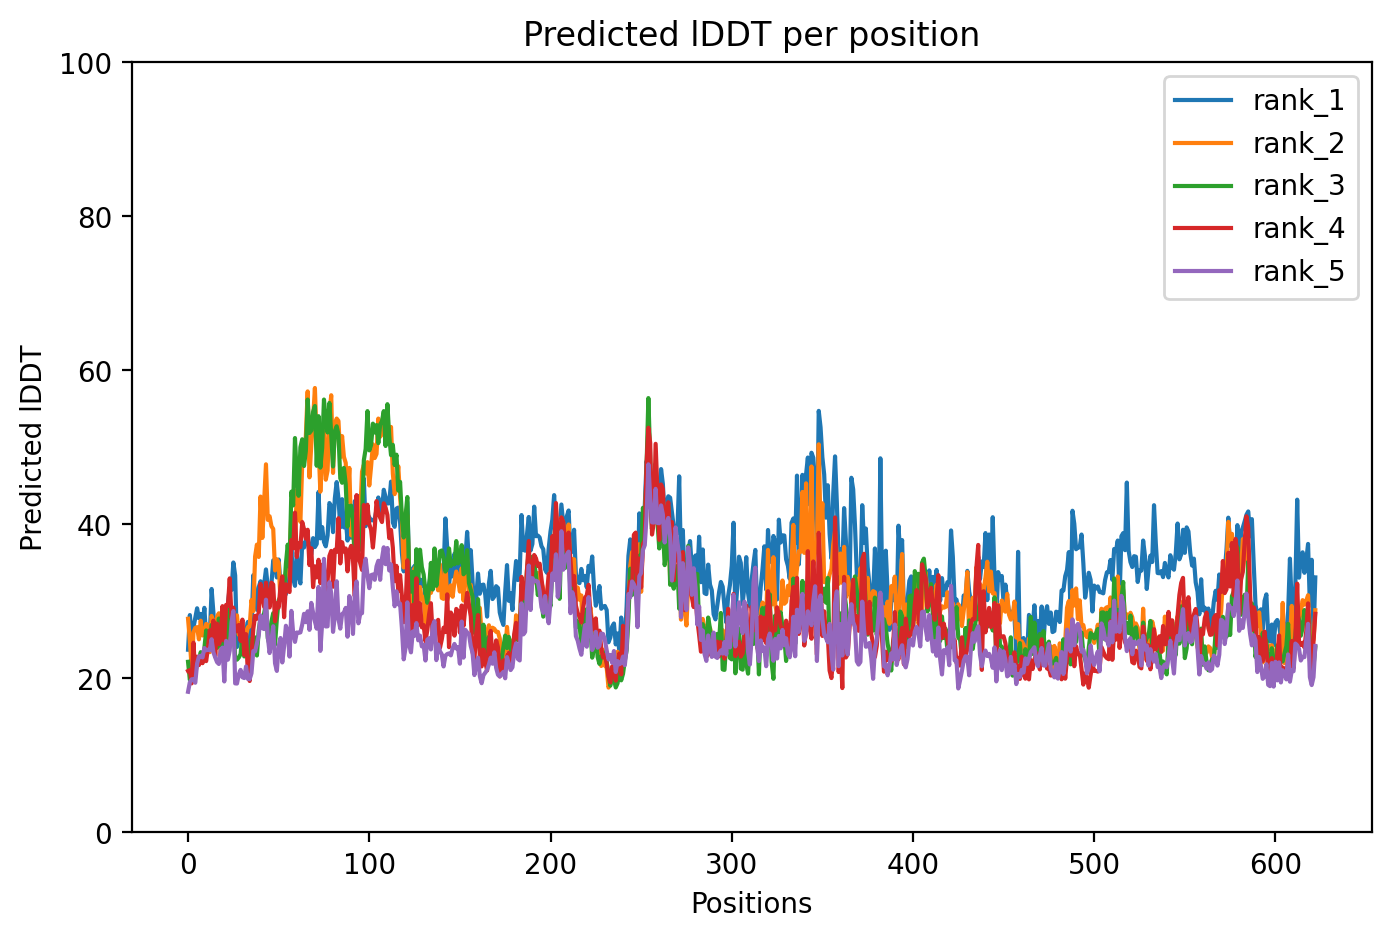 Predicted lDDT per position
100
80
60
40
20
0
Predicted lDDT
0 100 200 300 400 500 600
Positions
rank_1
rank_2
rank_3
rank_4
rank_5